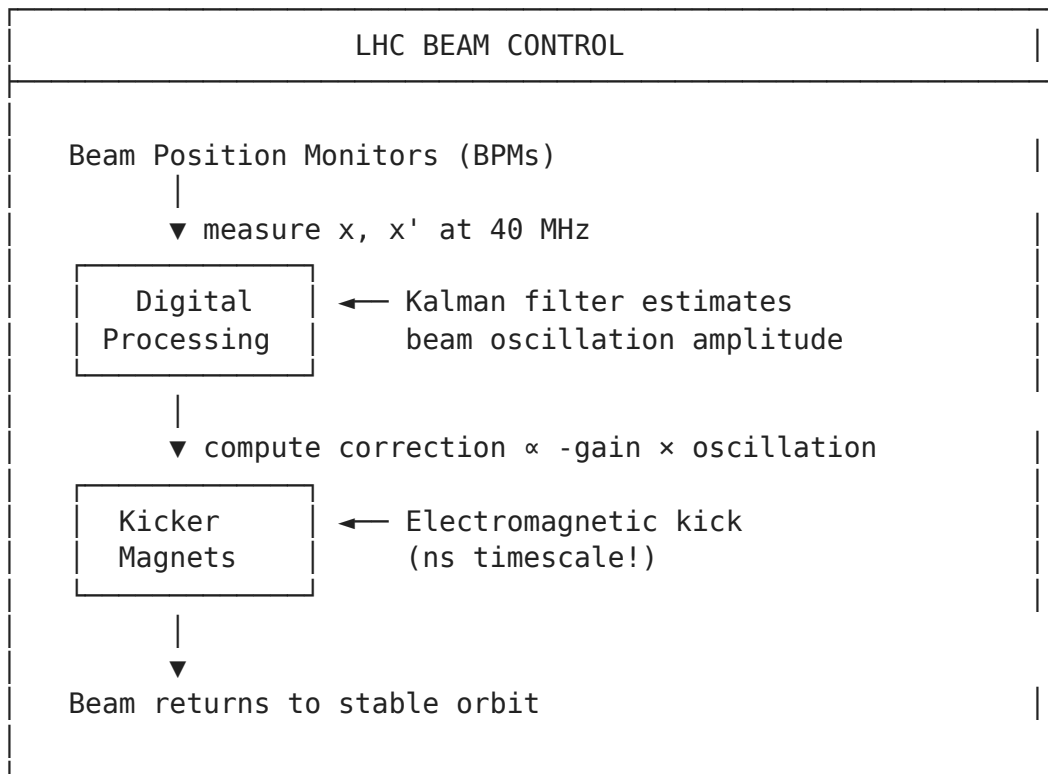 LHC BEAM CONTROL
Beam Position Monitors (BPMs)
▼ measure x, x' at 40 MHz
Digital ◄── Kalman filter estimates
Processing beam oscillation amplitude
▼ compute correction ∝ -gain × oscillation
Kicker ◄── Electromagnetic kick
Magnets (ns timescale!)
▼
Beam returns to stable orbit